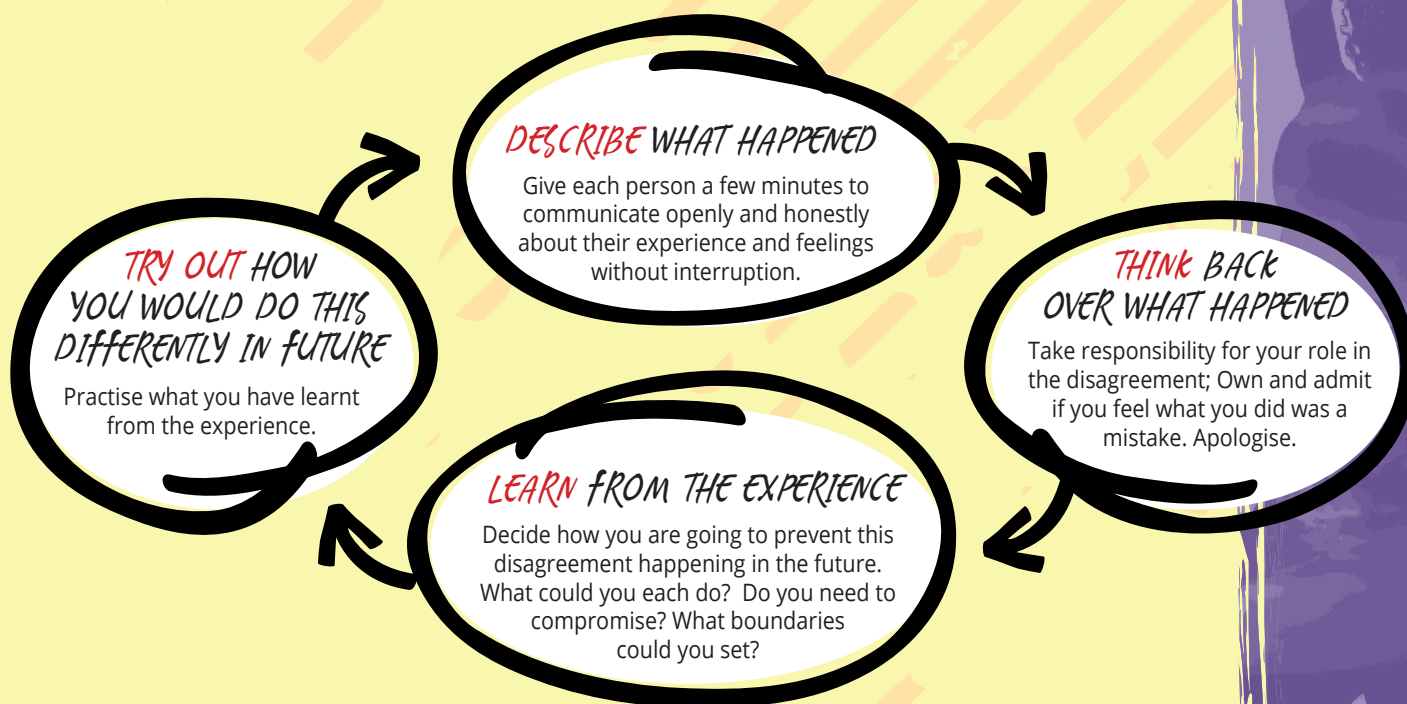 DESCRIBE WHAT HAPPENED
Give each person a few minutes to
communicate openly and honestly
about their experience and feelings
without interruption.
THINK BACK
OVER WHAT HAPPENED
Take responsibility for your role in
the disagreement; Own and admit
if you feel what you did was a
mistake. Apologise.
LEARN FROM THE EXPERIENCE
Decide how you are going to prevent this
disagreement happening in the future.
What could you each do?  Do you need to
compromise? What boundaries
could you set?
TRY OUT HOW
YOU WOULD DO THIS
DIFFERENTLY IN FUTURE
Practise what you have learnt
from the experience.